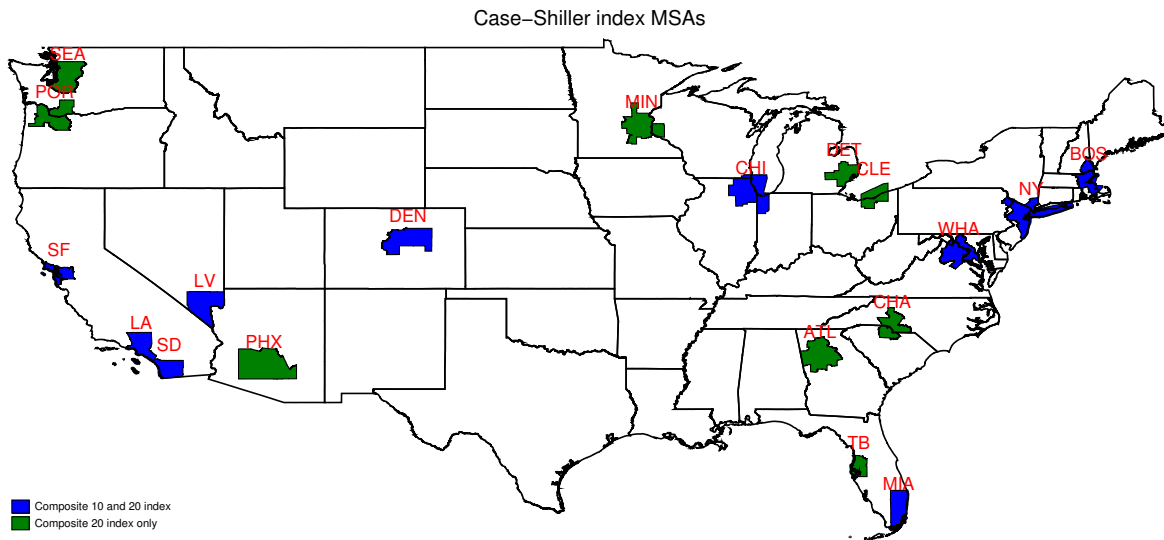 Case−Shiller index MSAs
SEA
POR
MIN
DET
CLE
CHI
BOS
NY
DEN
WHA
SF
LV
LA
SD
PHX
CHA
ATL
TB
MIA
Composite 10 and 20 index
Composite 20 index only